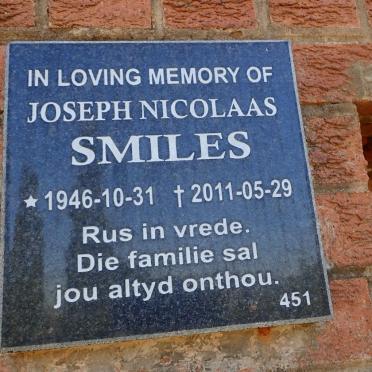 IN LOVING MEMORY OF
JOSEPH NICOLAAS
SMILES
★ 1946-10-31 † 2011-05-29
Rus in vrede.
Die familie sal
jou altyd onthou.
451